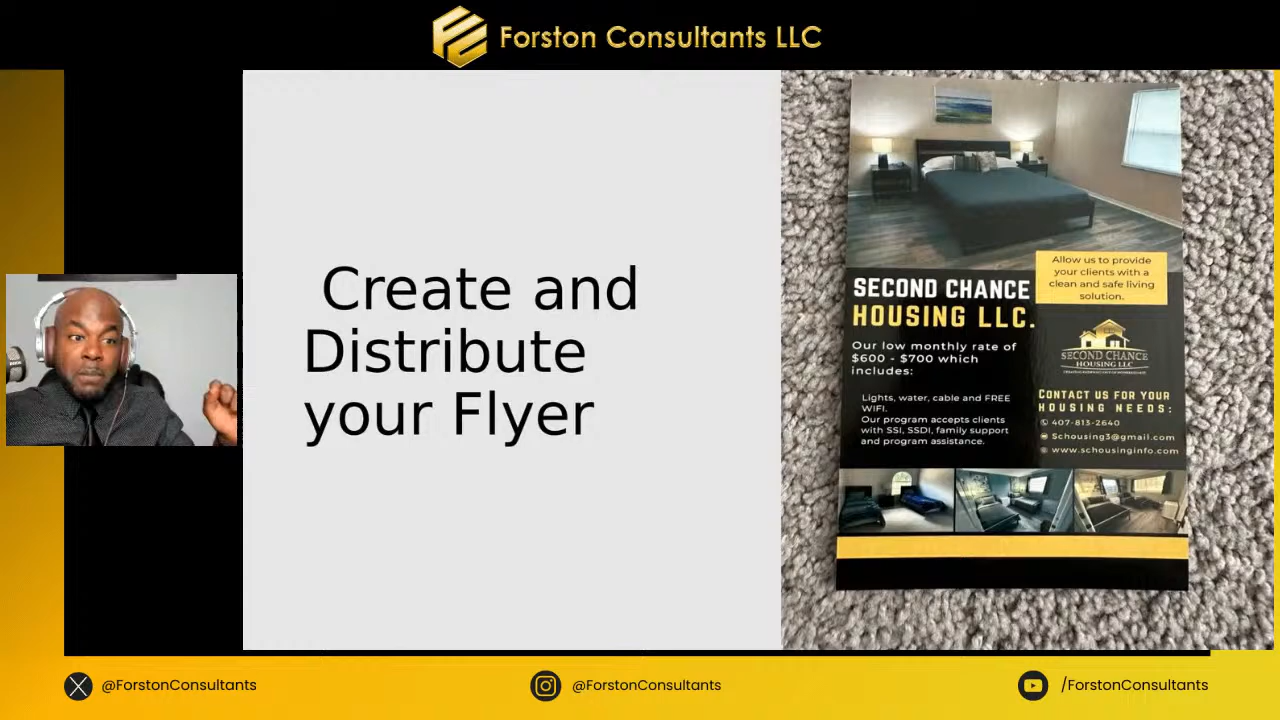 Forston Consultants LLC
Create and
Distribute
your Flyer
Allow us to provide
your clients with a
clean and safe living
solution.
SECOND CHANCE
HOUSING LLC.
Our low monthly rate of
$600 - $700 which
includes:
Lights, water, cable and FREE
WIFI.
Our program accepts clients
with SSI, SSDI, family support
and program assistance.
SECOND CHANCE
HOUSING LLC
CONTACT US FOR YOUR
HOUSING NEEDS:
407-813-2640
Schousing3@gmail.com
www.schousinginfo.com
@ForstonConsultants
@ForstonConsultants
/ForstonConsultants